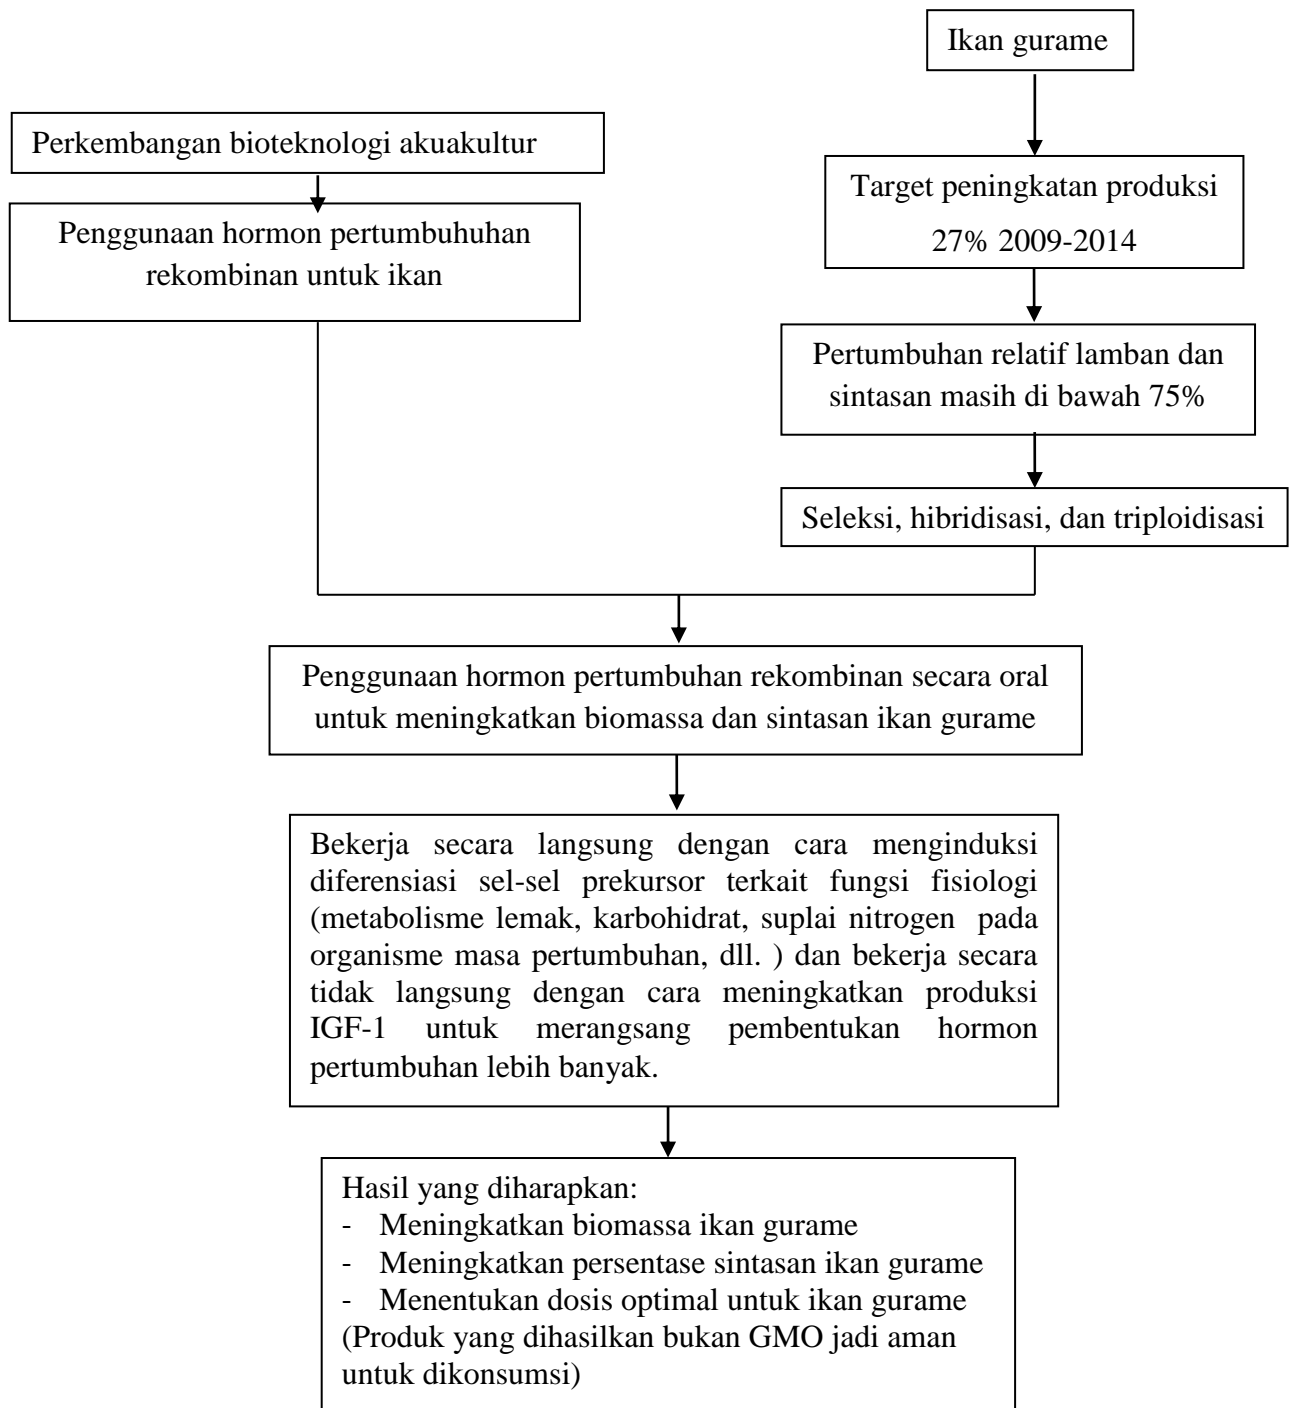 Ikan gurame
Perkembangan bioteknologi akuakultur
Target peningkatan produksi
27% 2009-2014
Penggunaan hormon pertumbuhuhan
rekombinan untuk ikan
Pertumbuhan relatif lamban dan
sintasan masih di bawah 75%
Seleksi, hibridisasi, dan triploidisasi
Penggunaan hormon pertumbuhan rekombinan secara oral
untuk meningkatkan biomassa dan sintasan ikan gurame
Bekerja secara langsung dengan cara menginduksi
diferensiasi sel-sel prekursor terkait fungsi fisiologi
(metabolisme lemak, karbohidrat, suplai nitrogen pada
organisme masa pertumbuhan, dll. ) dan bekerja secara
tidak langsung dengan cara meningkatkan produksi
IGF-1 untuk merangsang pembentukan hormon
pertumbuhan lebih banyak.
Hasil yang diharapkan:
- Meningkatkan biomassa ikan gurame
- Meningkatkan persentase sintasan ikan gurame
- Menentukan dosis optimal untuk ikan gurame
(Produk yang dihasilkan bukan GMO jadi aman
untuk dikonsumsi)